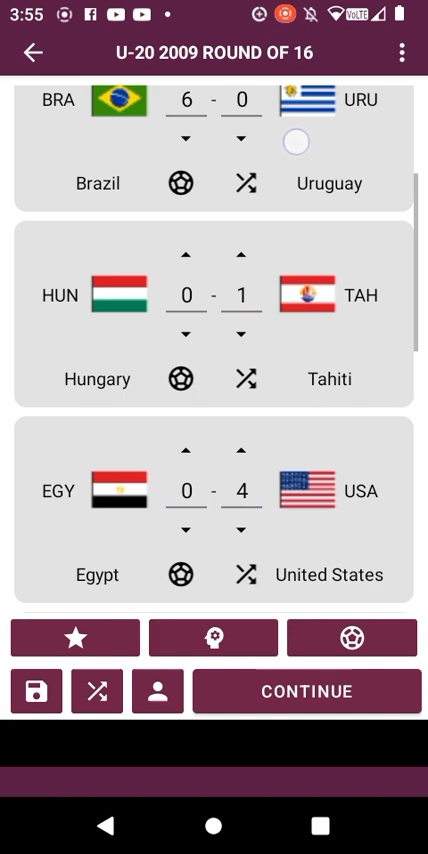 3:55
VoLTE
U-20 2009 ROUND OF 16
BRA 6 - 0 URU
Brazil Uruguay
HUN 0 - 1 TAH
Hungary Tahiti
EGY 0 - 4 USA
Egypt United States
CONTINUE